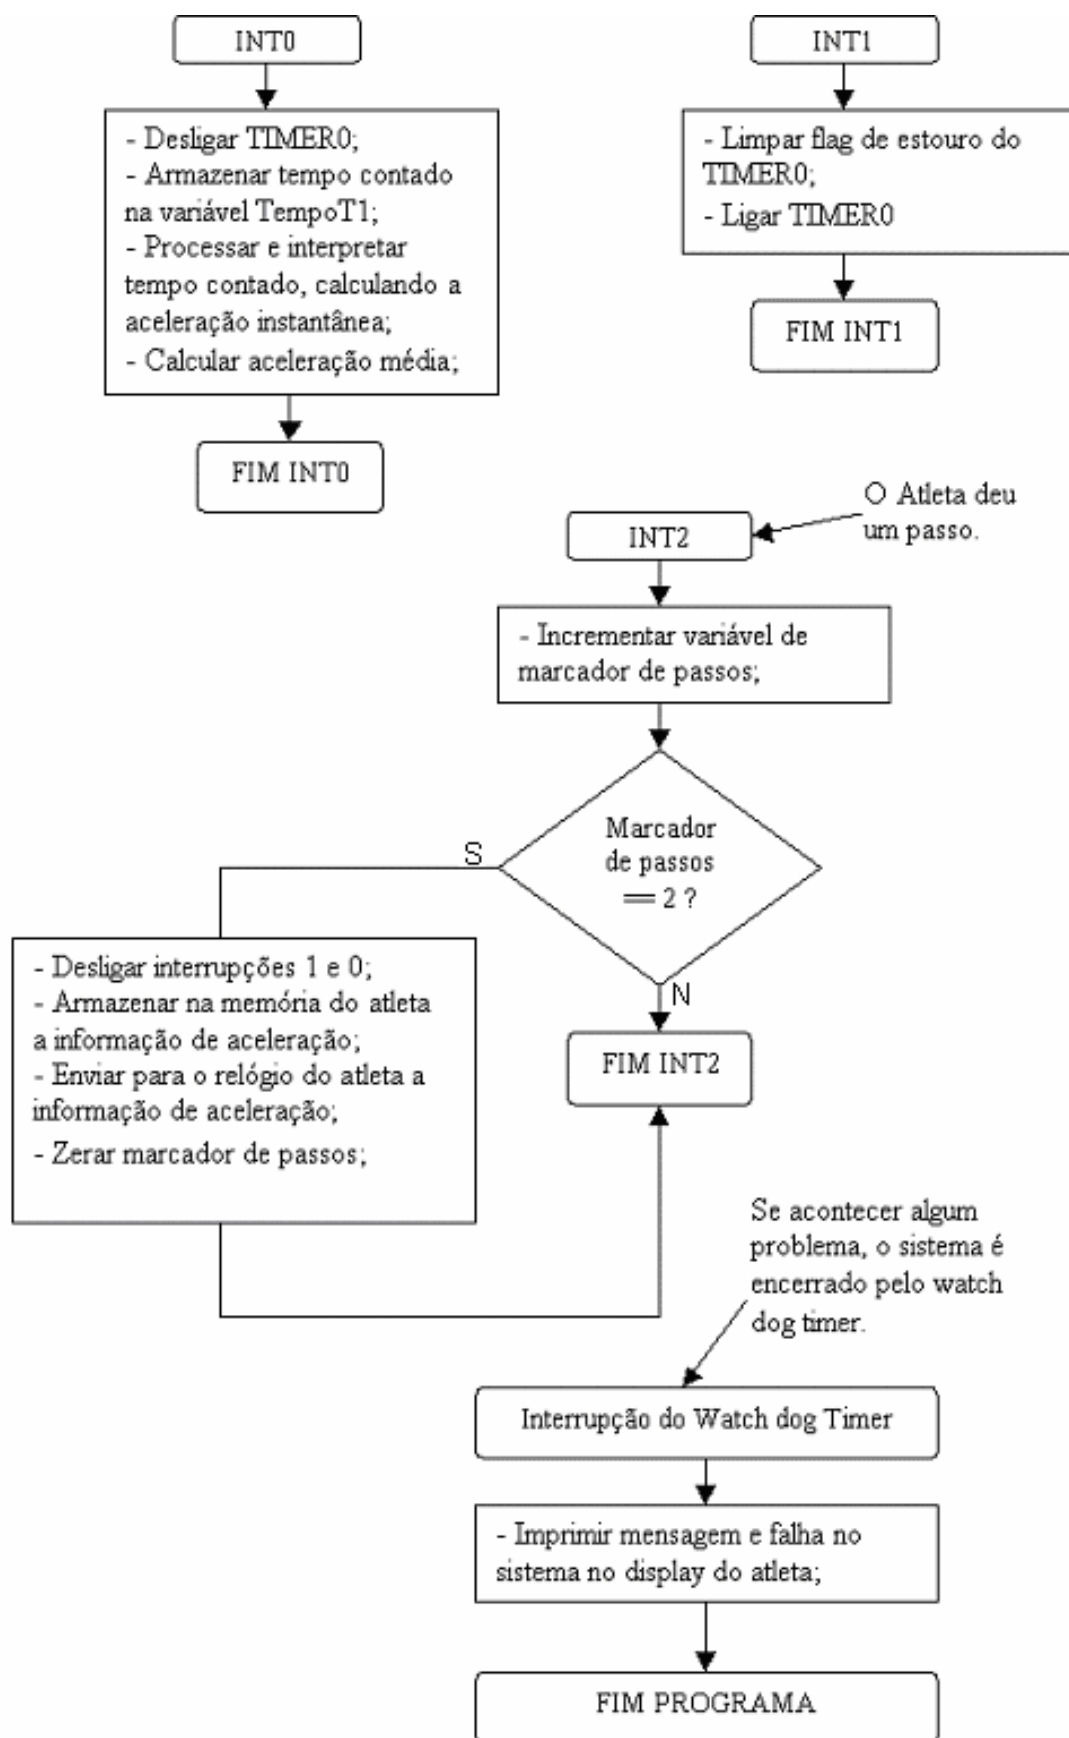 INT0
- Desligar TIMER0;
- Armazenar tempo contado
na variável TempoT1;
- Processar e interpretar
tempo contado, calculando a
aceleração instantânea;
- Calcular aceleração média;
FIM INT0
INT1
- Limpar flag de estouro do
TIMER0;
- Ligar TIMER0
FIM INT1
O Atleta deu
um passo.
INT2
- Incrementar variável de
marcador de passos;
Marcador
de passos
== 2 ?
S
N
- Desligar interrupções 1 e 0;
- Armazenar na memória do atleta
a informação de aceleração;
- Enviar para o relógio do atleta a
informação de aceleração;
- Zerar marcador de passos;
FIM INT2
Se acontecer algum
problema, o sistema é
encerrado pelo watch
dog timer.
Interrupção do Watch dog Timer
- Imprimir mensagem e falha no
sistema no display do atleta;
FIM PROGRAMA